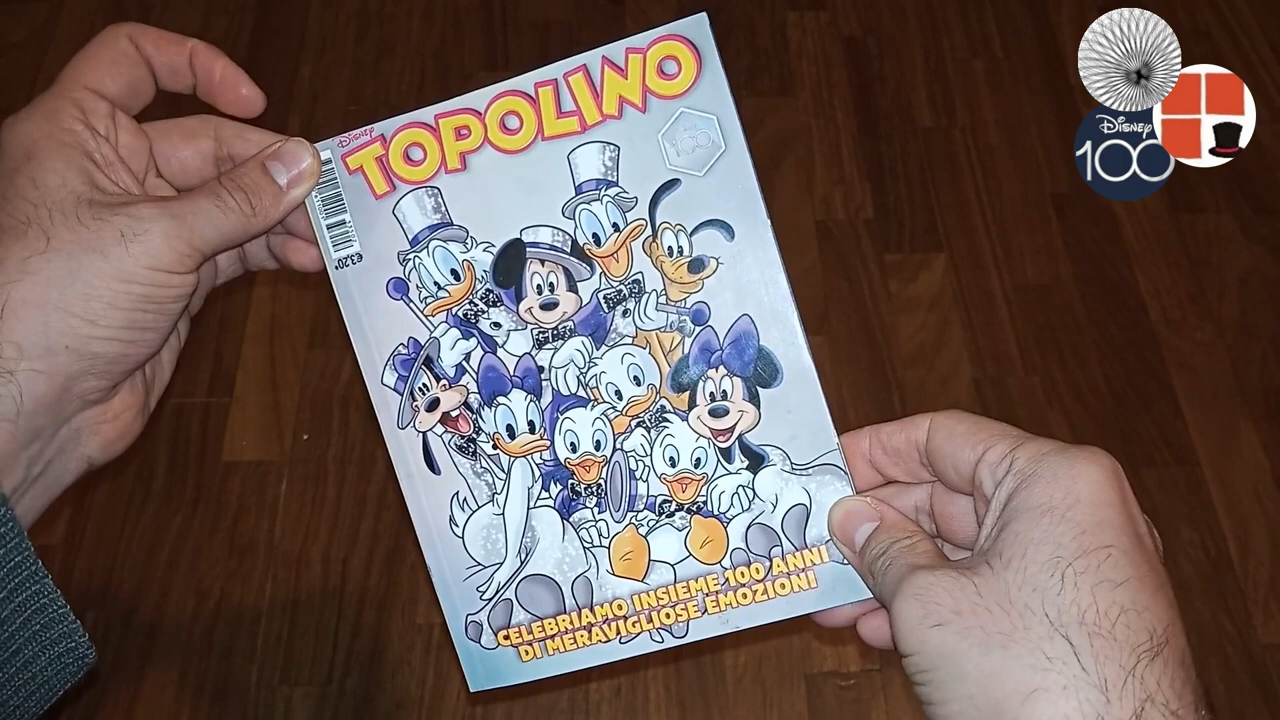 Disney
TOPOLINO
100
€3,20*
CELEBRIAMO INSIEME 100 ANNI
DI MERAVIGLIOSE EMOZIONI
DISNEY
100